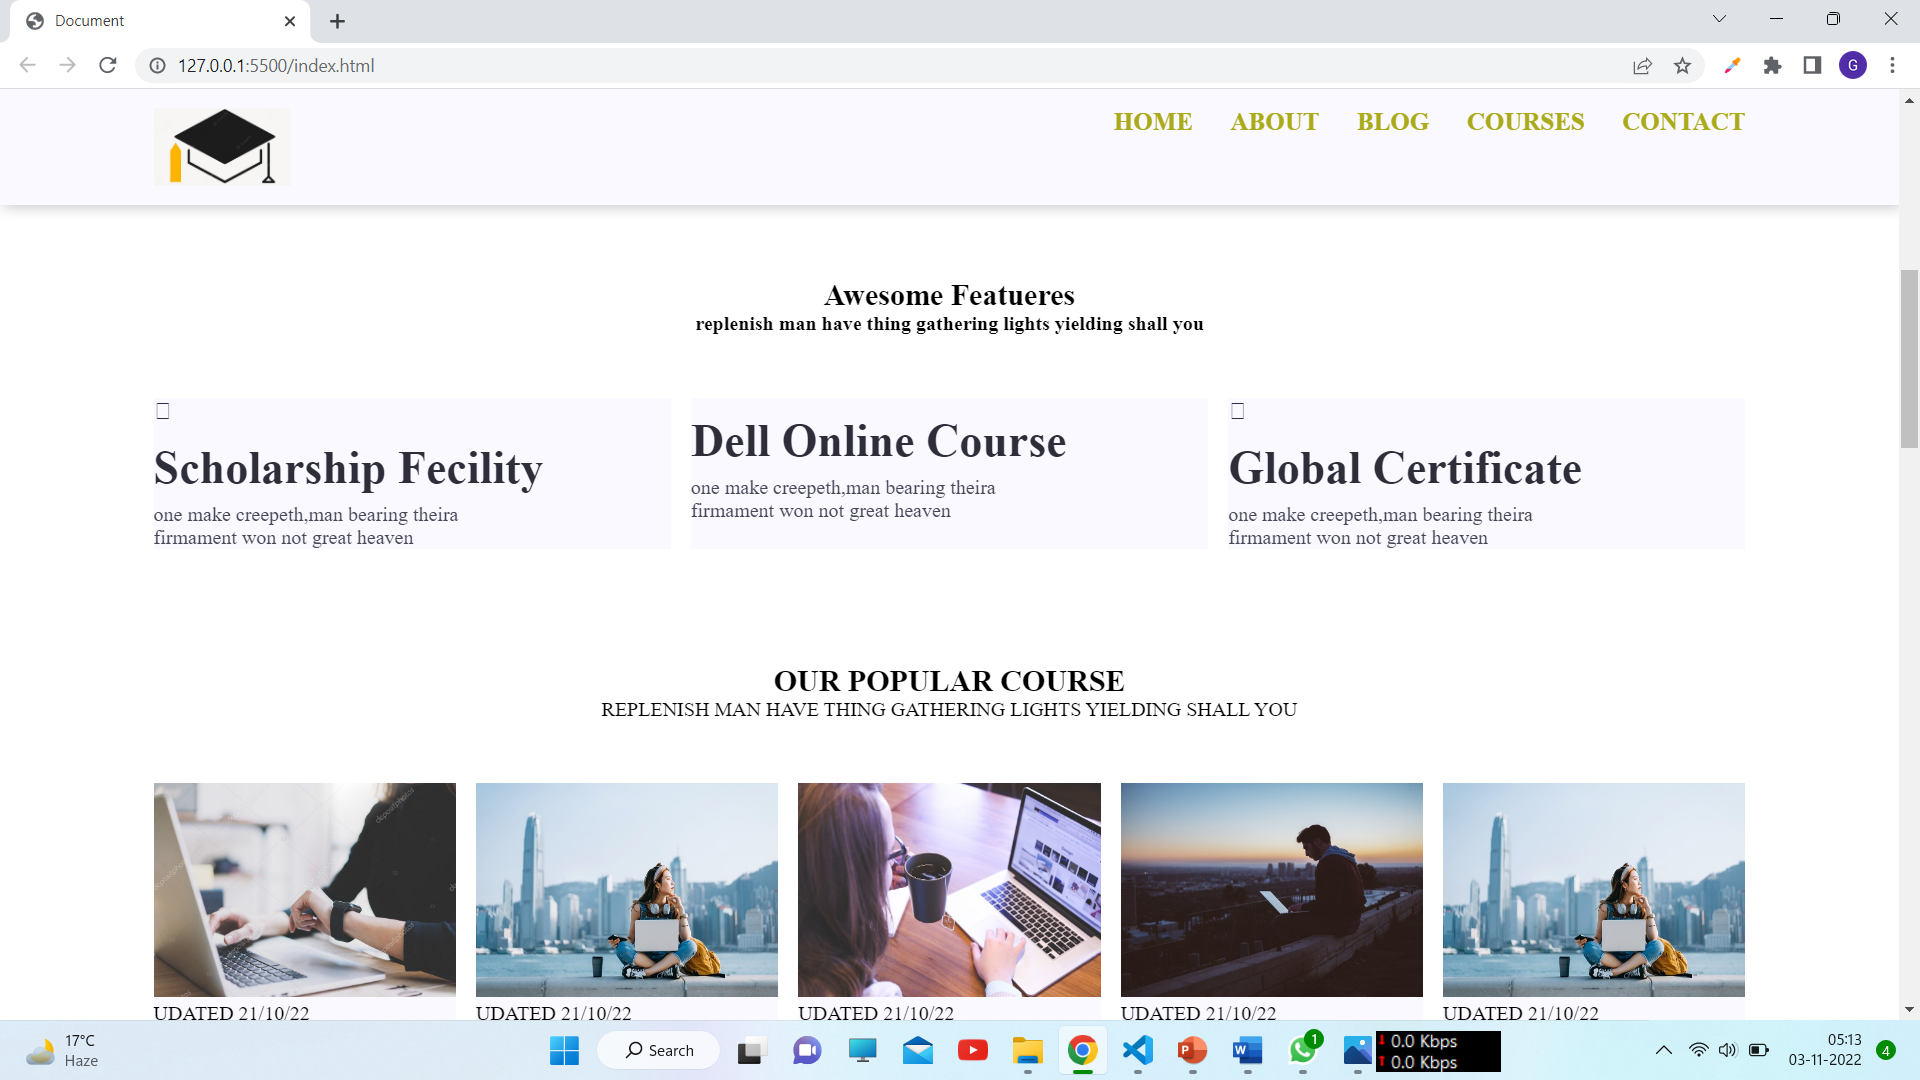 Document
127.0.0.1:5500/index.html
G
HOME ABOUT BLOG COURSES CONTACT
Awesome Featueres
replenish man have thing gathering lights yielding shall you
Scholarship Fecility
one make creepeth,man bearing theira
firmament won not great heaven
Dell Online Course
one make creepeth,man bearing theira
firmament won not great heaven
Global Certificate
one make creepeth,man bearing theira
firmament won not great heaven
OUR POPULAR COURSE
REPLENISH MAN HAVE THING GATHERING LIGHTS YIELDING SHALL YOU
depositphotos
UDATED 21/10/22
UDATED 21/10/22
UDATED 21/10/22
UDATED 21/10/22
UDATED 21/10/22
17°C
Haze
Search
P
W
1
0.0 Kbps
0.0 Kbps
05:13
03-11-2022
4